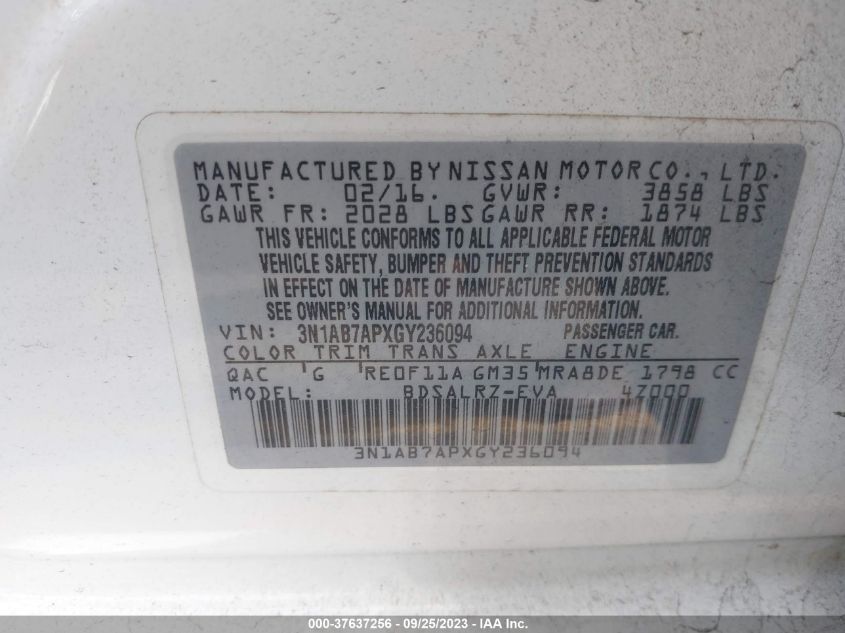 MANUFACTURED BY NISSAN MOTOR CO., LTD.
DATE: 02/16. GVWR: 3858 LBS
GAWR FR: 2028 LBS GAWR RR: 1874 LBS
THIS VEHICLE CONFORMS TO ALL APPLICABLE FEDERAL MOTOR
VEHICLE SAFETY, BUMPER AND THEFT PREVENTION STANDARDS
IN EFFECT ON THE DATE OF MANUFACTURE SHOWN ABOVE.
SEE OWNER'S MANUAL FOR ADDITIONAL INFORMATION.
VIN: 3N1AB7APXGY236094 PASSENGER CAR.
COLOR TRIM TRANS AXLE ENGINE
QAC G RE0F11A GM35 MRA8DE 1798 CC
MODEL: BDSALRZ-EVA 4Z000
3N1AB7APXGY236094
000-37637256 - 09/25/2023 - IAA Inc.